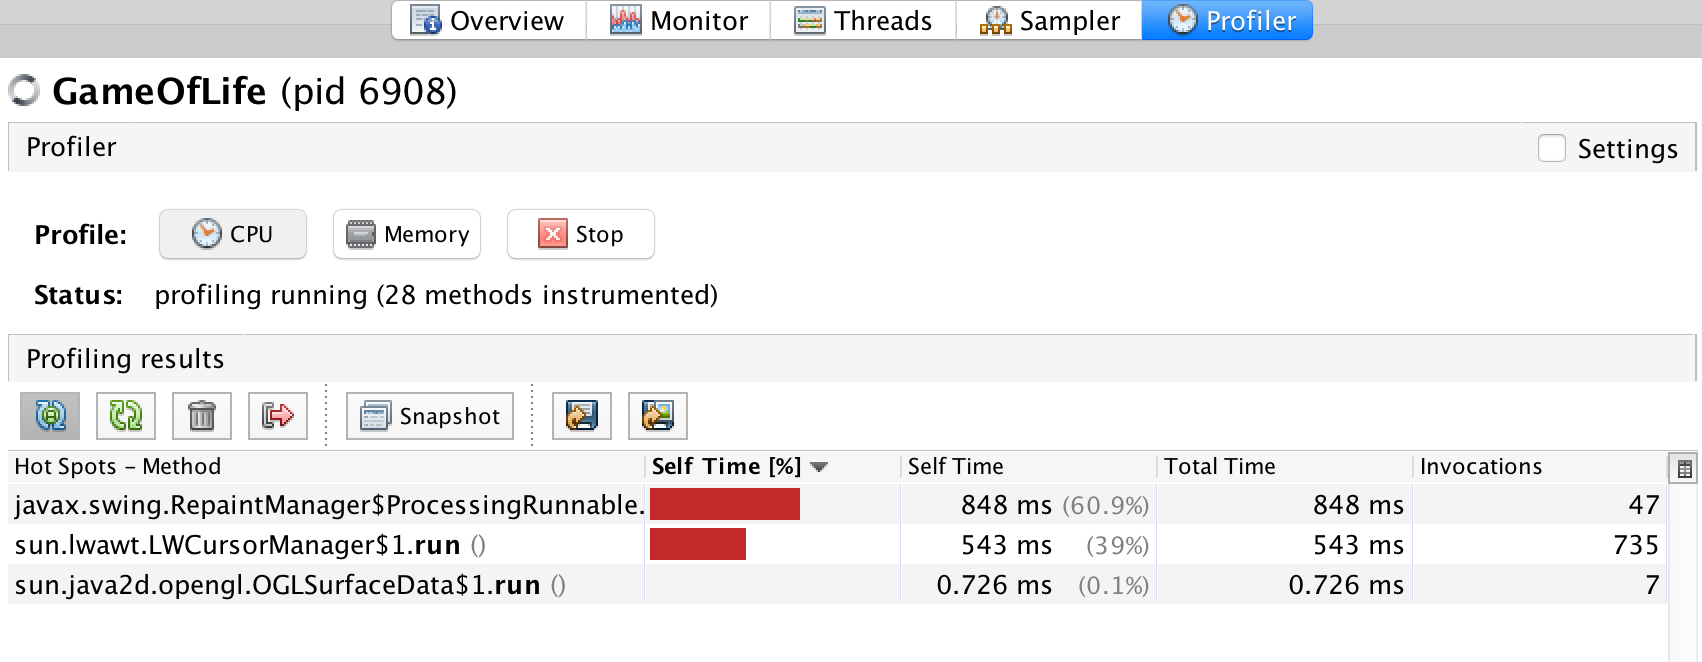 Overview Monitor Threads Sampler Profiler
GameOfLife (pid 6908)
Profiler Settings
Profile: CPU Memory Stop
Status: profiling running (28 methods instrumented)
Profiling results
Snapshot
Hot Spots – Method Self Time [%] Self Time Total Time Invocations
javax.swing.RepaintManager$ProcessingRunnable. 848 ms (60.9%) 848 ms 47
sun.lwawt.LWCursorManager$1.run () 543 ms (39%) 543 ms 735
sun.java2d.opengl.OGLSurfaceData$1.run () 0.726 ms (0.1%) 0.726 ms 7